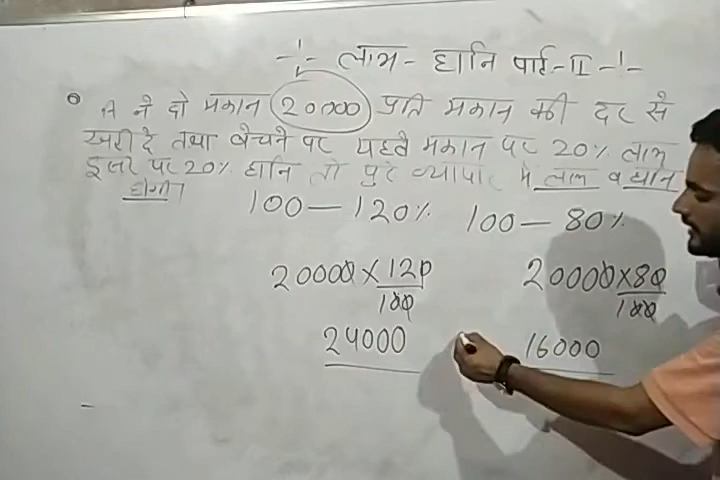 -!- लाभ - हानि पार्ट - II -!-
A ने दो मकान 20000 प्रति मकान की दर से
खरीदे तथा बेचने पर पहले मकान पर 20% लाभ
दूसरे पर 20% हानि तो पुरे व्यापार में लाभ व हानि
होगी।
100 — 120% 100 — 80%
20000 × 120/100 20000 × 80/100
24000 16000